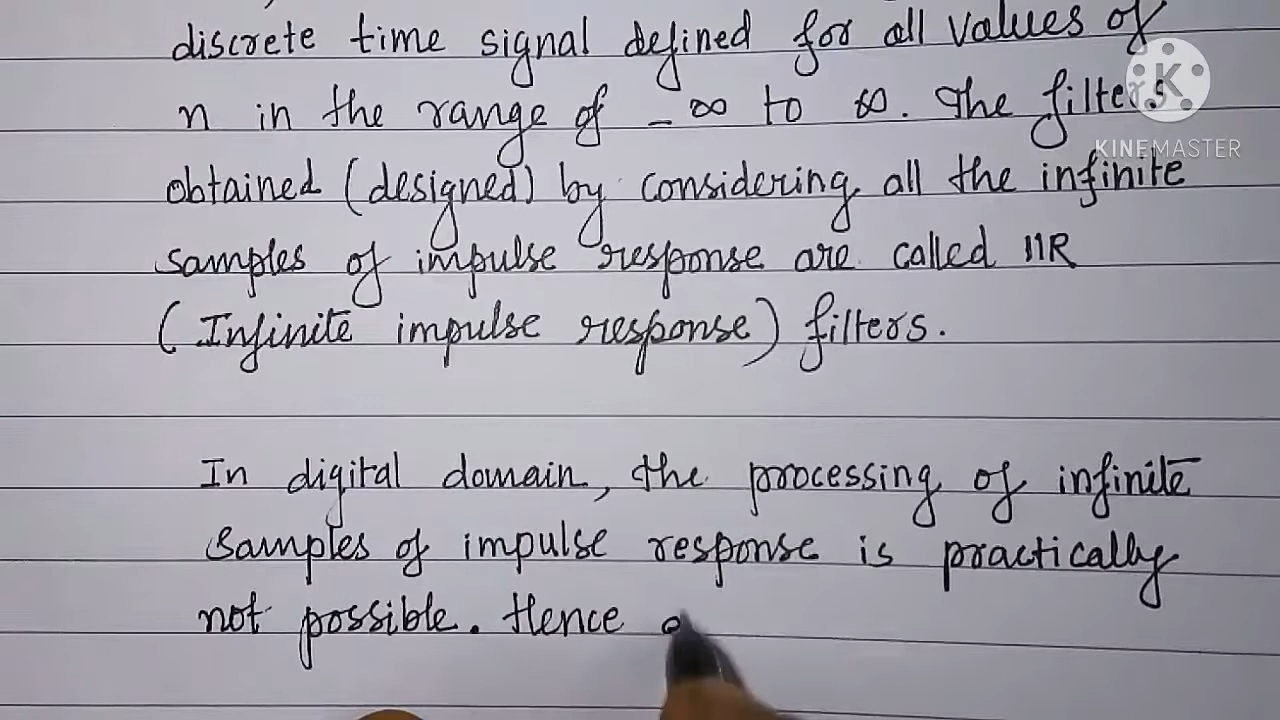 discrete time signal defined for all values of
n in the range of -∞ to ∞. The filters
obtained (designed) by considering all the infinite
samples of impulse response are called IIR
(Infinite impulse response) filters.
In digital domain, the processing of infinite
samples of impulse response is practically
not possible. Hence
K
KINEMASTER